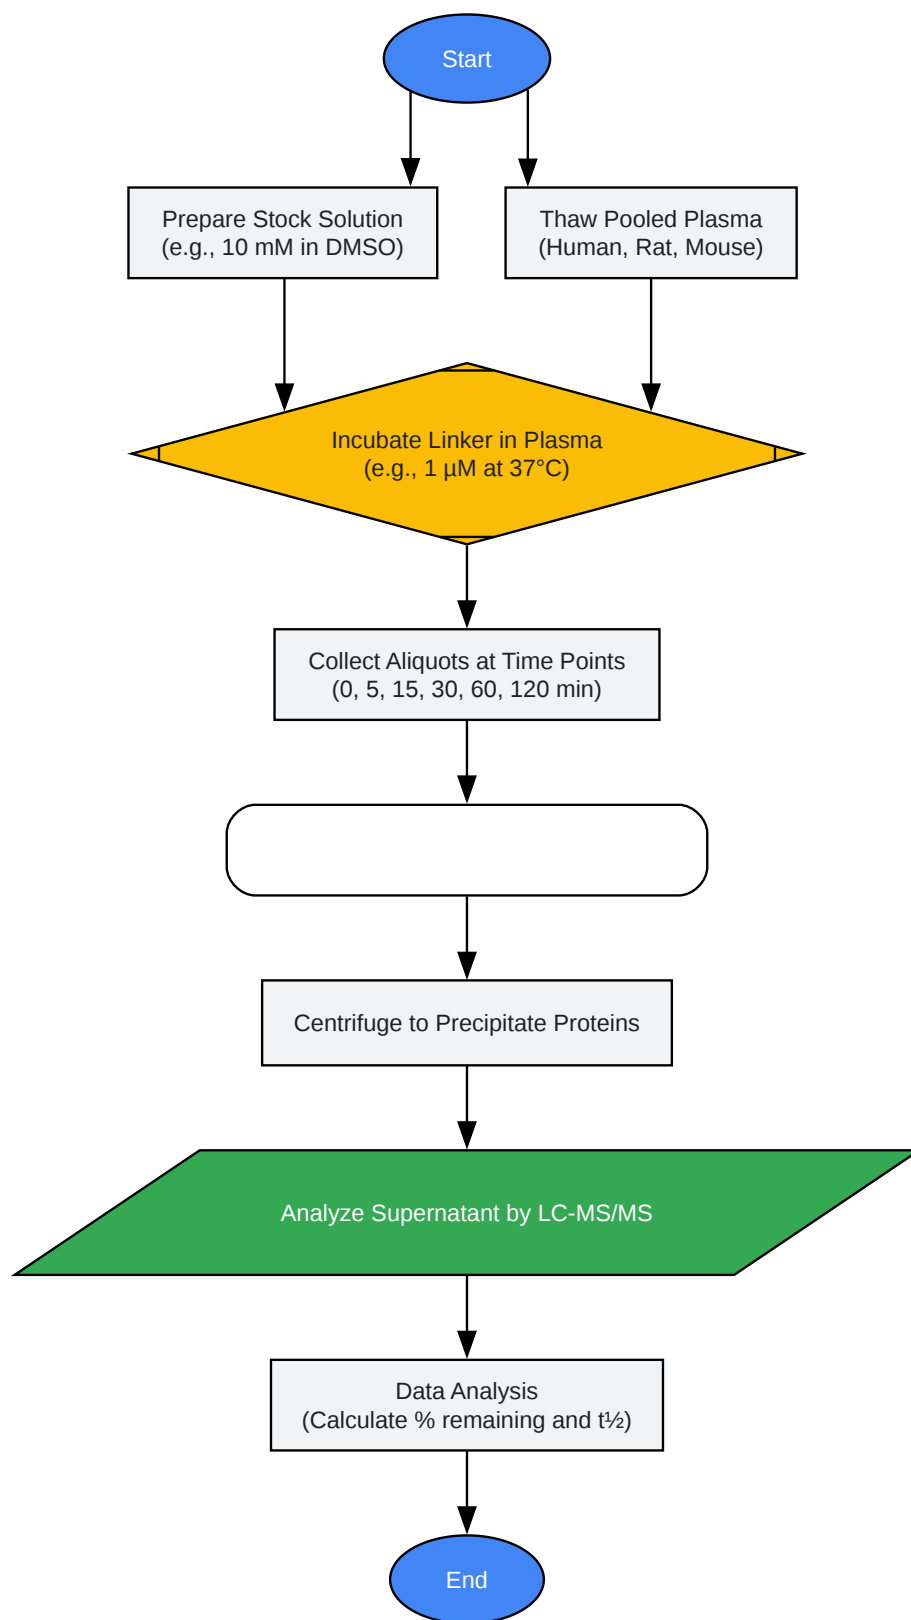 Start
Prepare Stock Solution
(e.g., 10 mM in DMSO)
Thaw Pooled Plasma
(Human, Rat, Mouse)
Incubate Linker in Plasma
(e.g., 1 µM at 37°C)
Collect Aliquots at Time Points
(0, 5, 15, 30, 60, 120 min)
Centrifuge to Precipitate Proteins
Analyze Supernatant by LC-MS/MS
Data Analysis
(Calculate % remaining and t½)
End